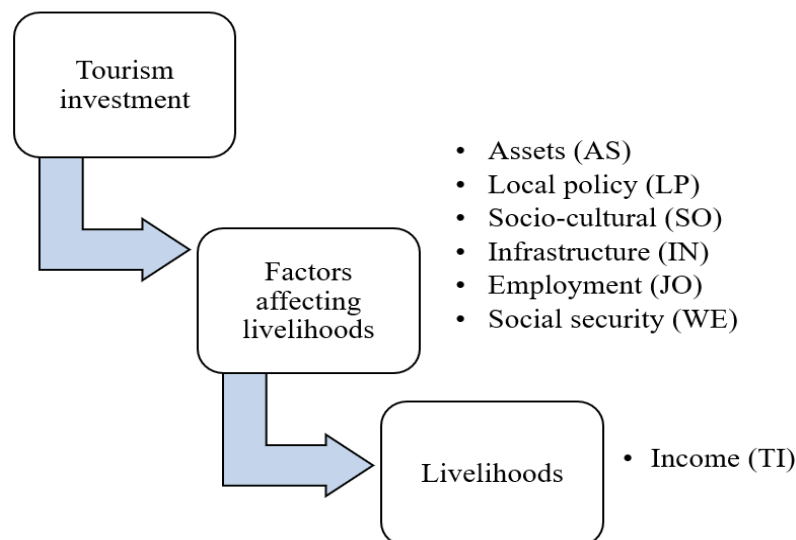 Tourism
investment
• Assets (AS)
• Local policy (LP)
• Socio-cultural (SO)
• Infrastructure (IN)
• Employment (JO)
• Social security (WE)
Factors
affecting
livelihoods
Livelihoods
• Income (TI)